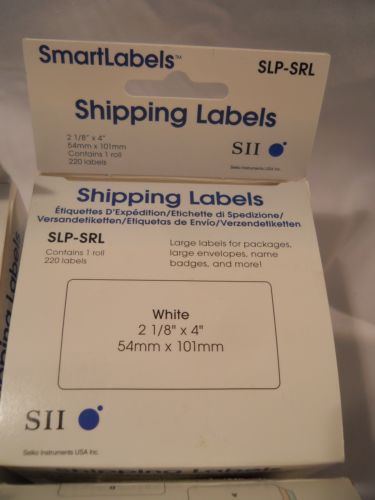 SmartLabels™
SLP-SRL
Shipping Labels
2 1/8" x 4"
54mm x 101mm
Contains 1 roll
220 labels
SII
Seiko Instruments USA Inc.
Shipping Labels
Étiquettes D'Expédition/Etichette di Spedizione/
Versandetiketten/Etiquetas de Envío/Verzendetiketten
SLP-SRL
Contains 1 roll
220 labels
Large labels for packages,
large envelopes, name
badges, and more!
White
2 1/8" x 4"
54mm x 101mm
SII
Seiko Instruments USA Inc.
Shipping Labels